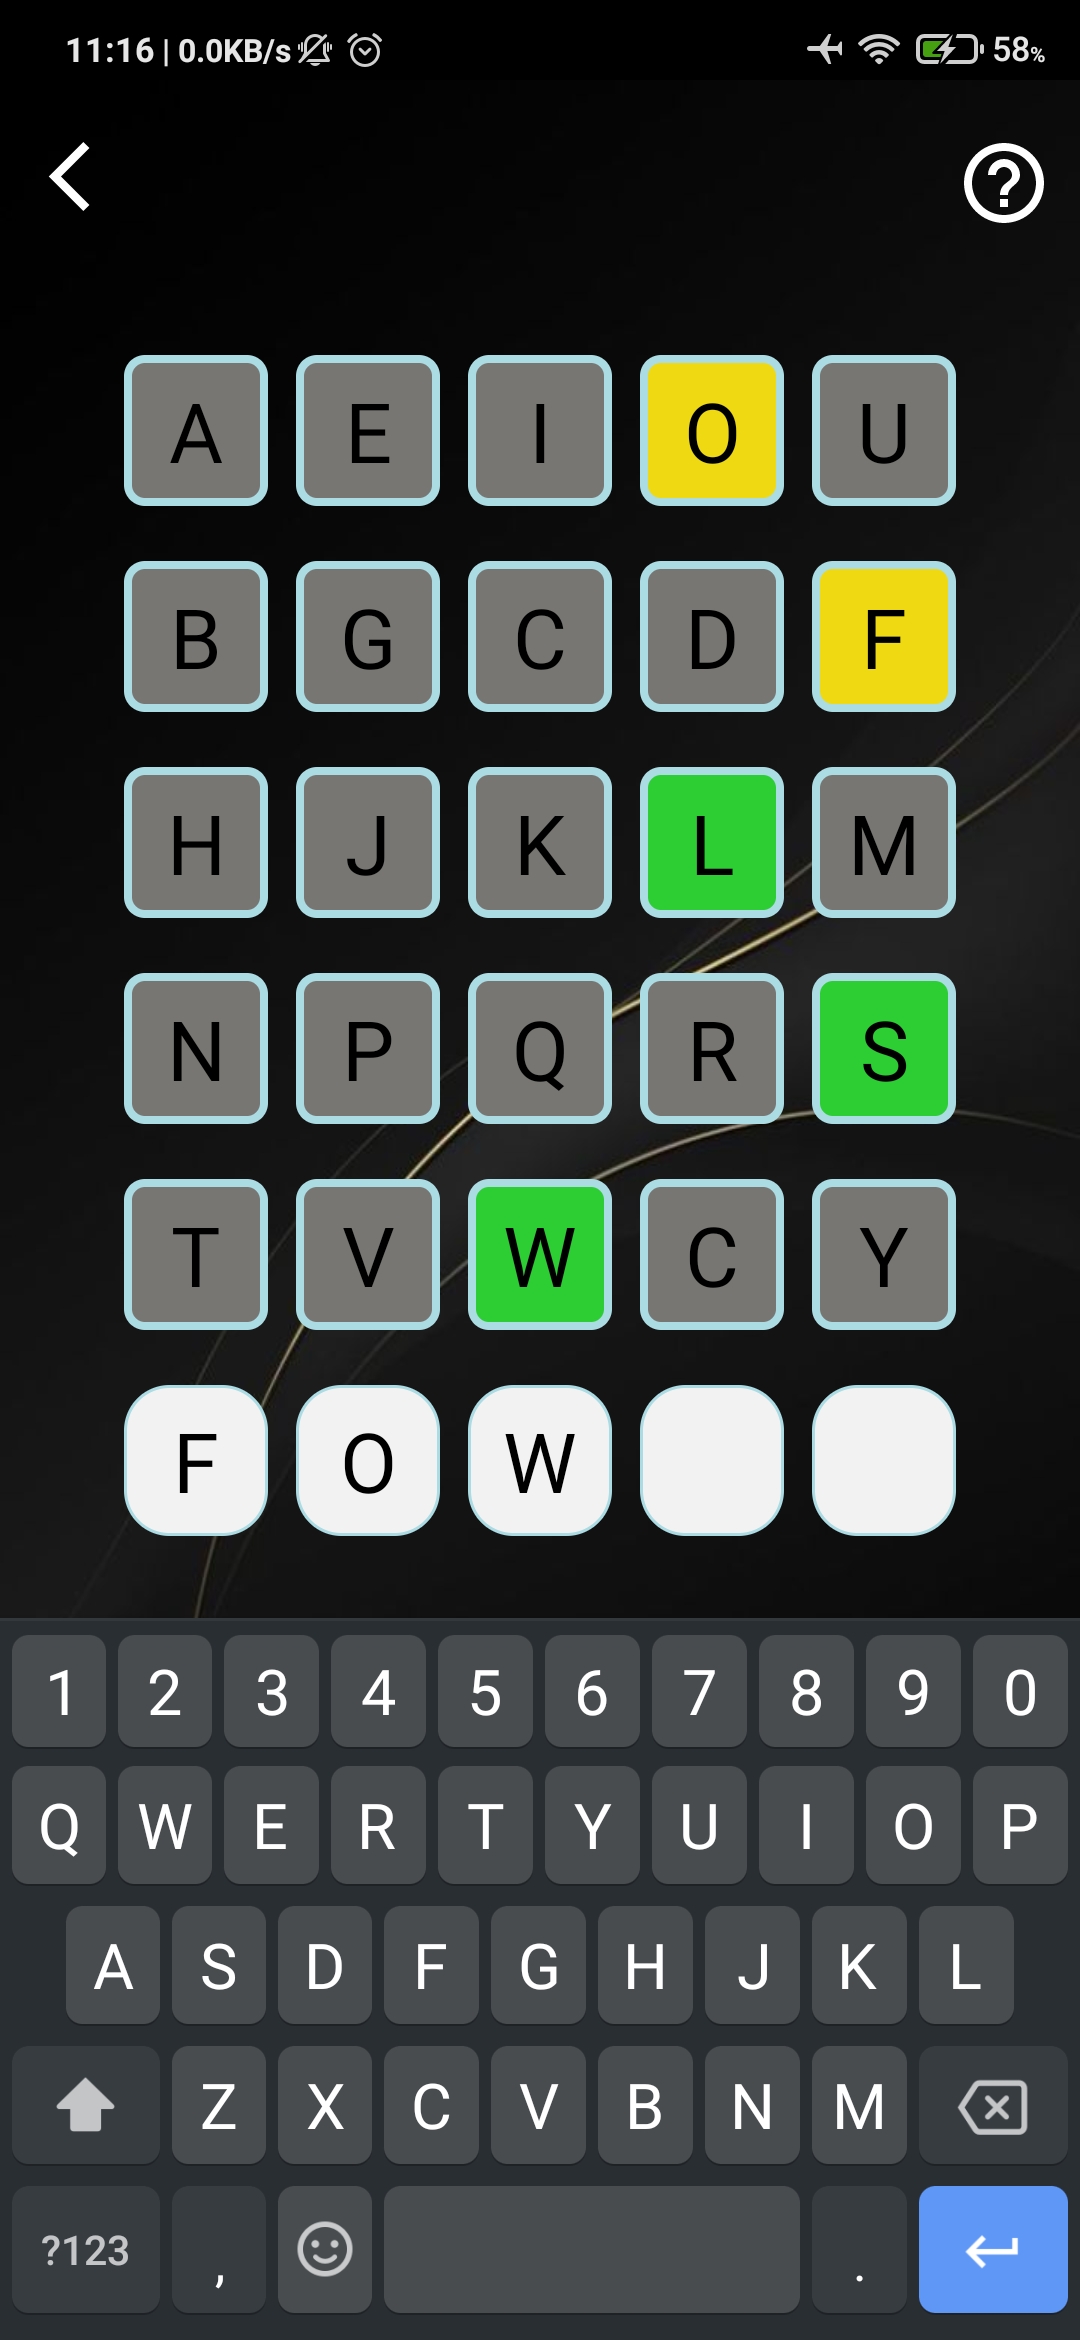 11:16 | 0.0KB/s 58%
A E I O U
B G C D F
H J K L M
N P Q R S
T V W C Y
F O W
1 2 3 4 5 6 7 8 9 0
Q W E R T Y U I O P
A S D F G H J K L
Z X C V B N M
?123 , .